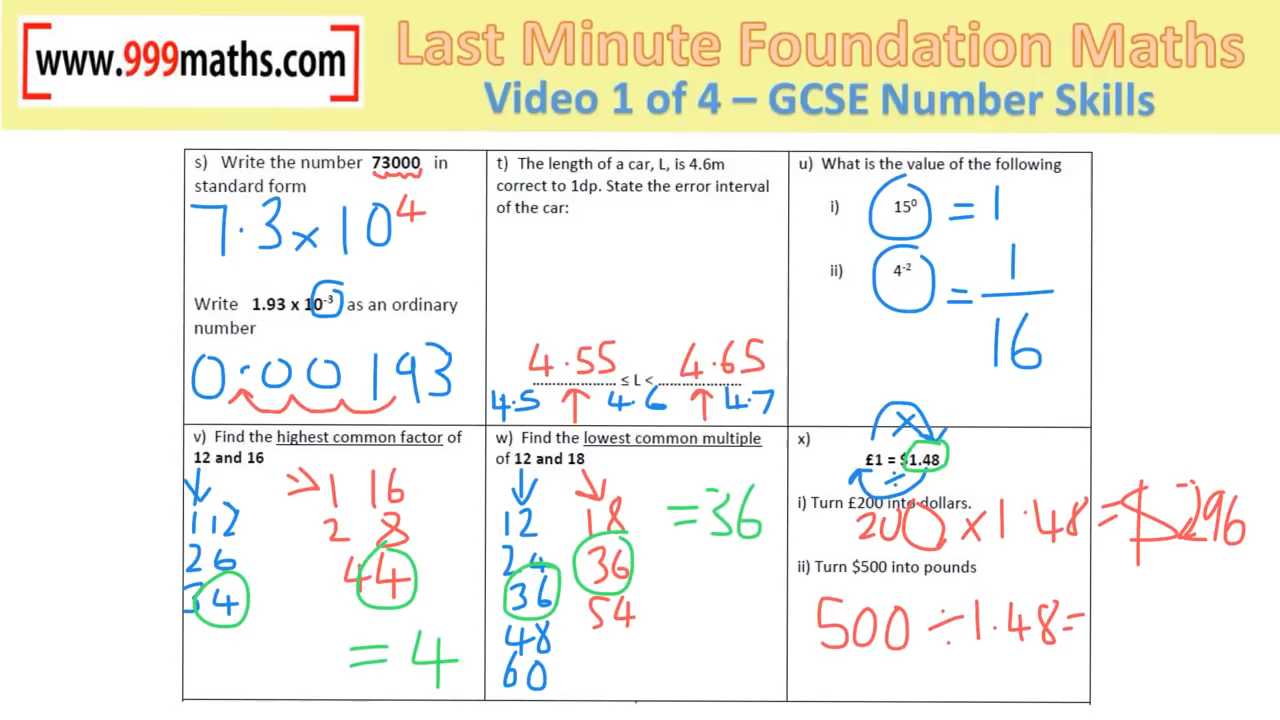 www.999maths.com
Last Minute Foundation Maths
Video 1 of 4 – GCSE Number Skills
s) Write the number 73000 in
standard form
7.3 x 10⁴
Write 1.93 x 10⁻³ as an ordinary
number
0.00193
t) The length of a car, L, is 4.6m
correct to 1dp. State the error interval
of the car:
4.55 ≤ L < 4.65
4.5 4.6 4.7
u) What is the value of the following
i) 15⁰ = 1
ii) 4⁻² = 1/16
v) Find the highest common factor of
12 and 16
1 12
2 6
3 4
1 16
2 8
4 4
= 4
w) Find the lowest common multiple
of 12 and 18
12
24
36
48
60
18
36
54
= 36
x)
x
£1 = $1.48
÷
i) Turn £200 into dollars.
200 x 1.48 = $296
ii) Turn $500 into pounds
500 ÷ 1.48 =